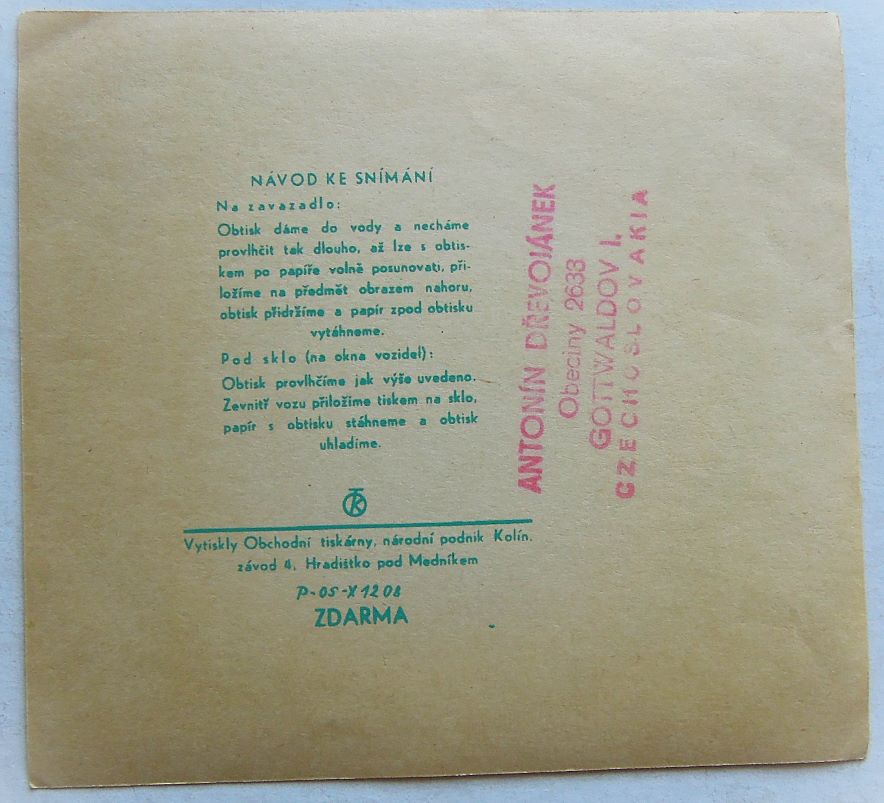 NÁVOD KE SNÍMÁNÍ
Na zavazadlo:
Obtisk dáme do vody a necháme
provlhčit tak dlouho, až lze s obtis-
kem po papíře volně posunovati, při-
ložíme na předmět obrazem nahoru,
obtisk přidržíme a papír zpod obtisku
vytáhneme.
Pod sklo (na okna vozidel):
Obtisk provlhčíme jak výše uvedeno.
Zevnitř vozu přiložíme tiskem na sklo,
papír s obtisku stáhneme a obtisk
uhladíme.
OTK
Vytiskly Obchodní tiskárny, národní podnik Kolín,
závod 4, Hradištko pod Medníkem
P-05-X1208
ZDARMA
ANTONÍN DŘEVOJÁNEK
Obeciny 2633
GOTTWALDOV I.
CZECHOSLOVAKIA